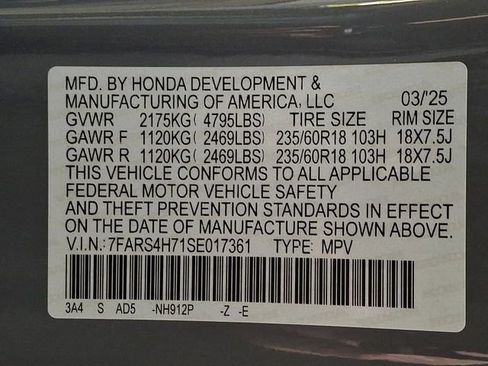 MFD. BY HONDA DEVELOPMENT &
MANUFACTURING OF AMERICA, LLC 03/'25
GVWR 2175KG (4795LBS) TIRE SIZE RIM SIZE
GAWR F 1120KG (2469LBS) 235/60R18 103H 18X7.5J
GAWR R 1120KG (2469LBS) 235/60R18 103H 18X7.5J
THIS VEHICLE CONFORMS TO ALL APPLICABLE
FEDERAL MOTOR VEHICLE SAFETY
AND THEFT PREVENTION STANDARDS IN EFFECT
ON THE DATE OF MANUFACTURE SHOWN ABOVE.
V.I.N.:7FARS4H71SE017361 TYPE: MPV
3A4 S AD5 -NH912P -Z -E